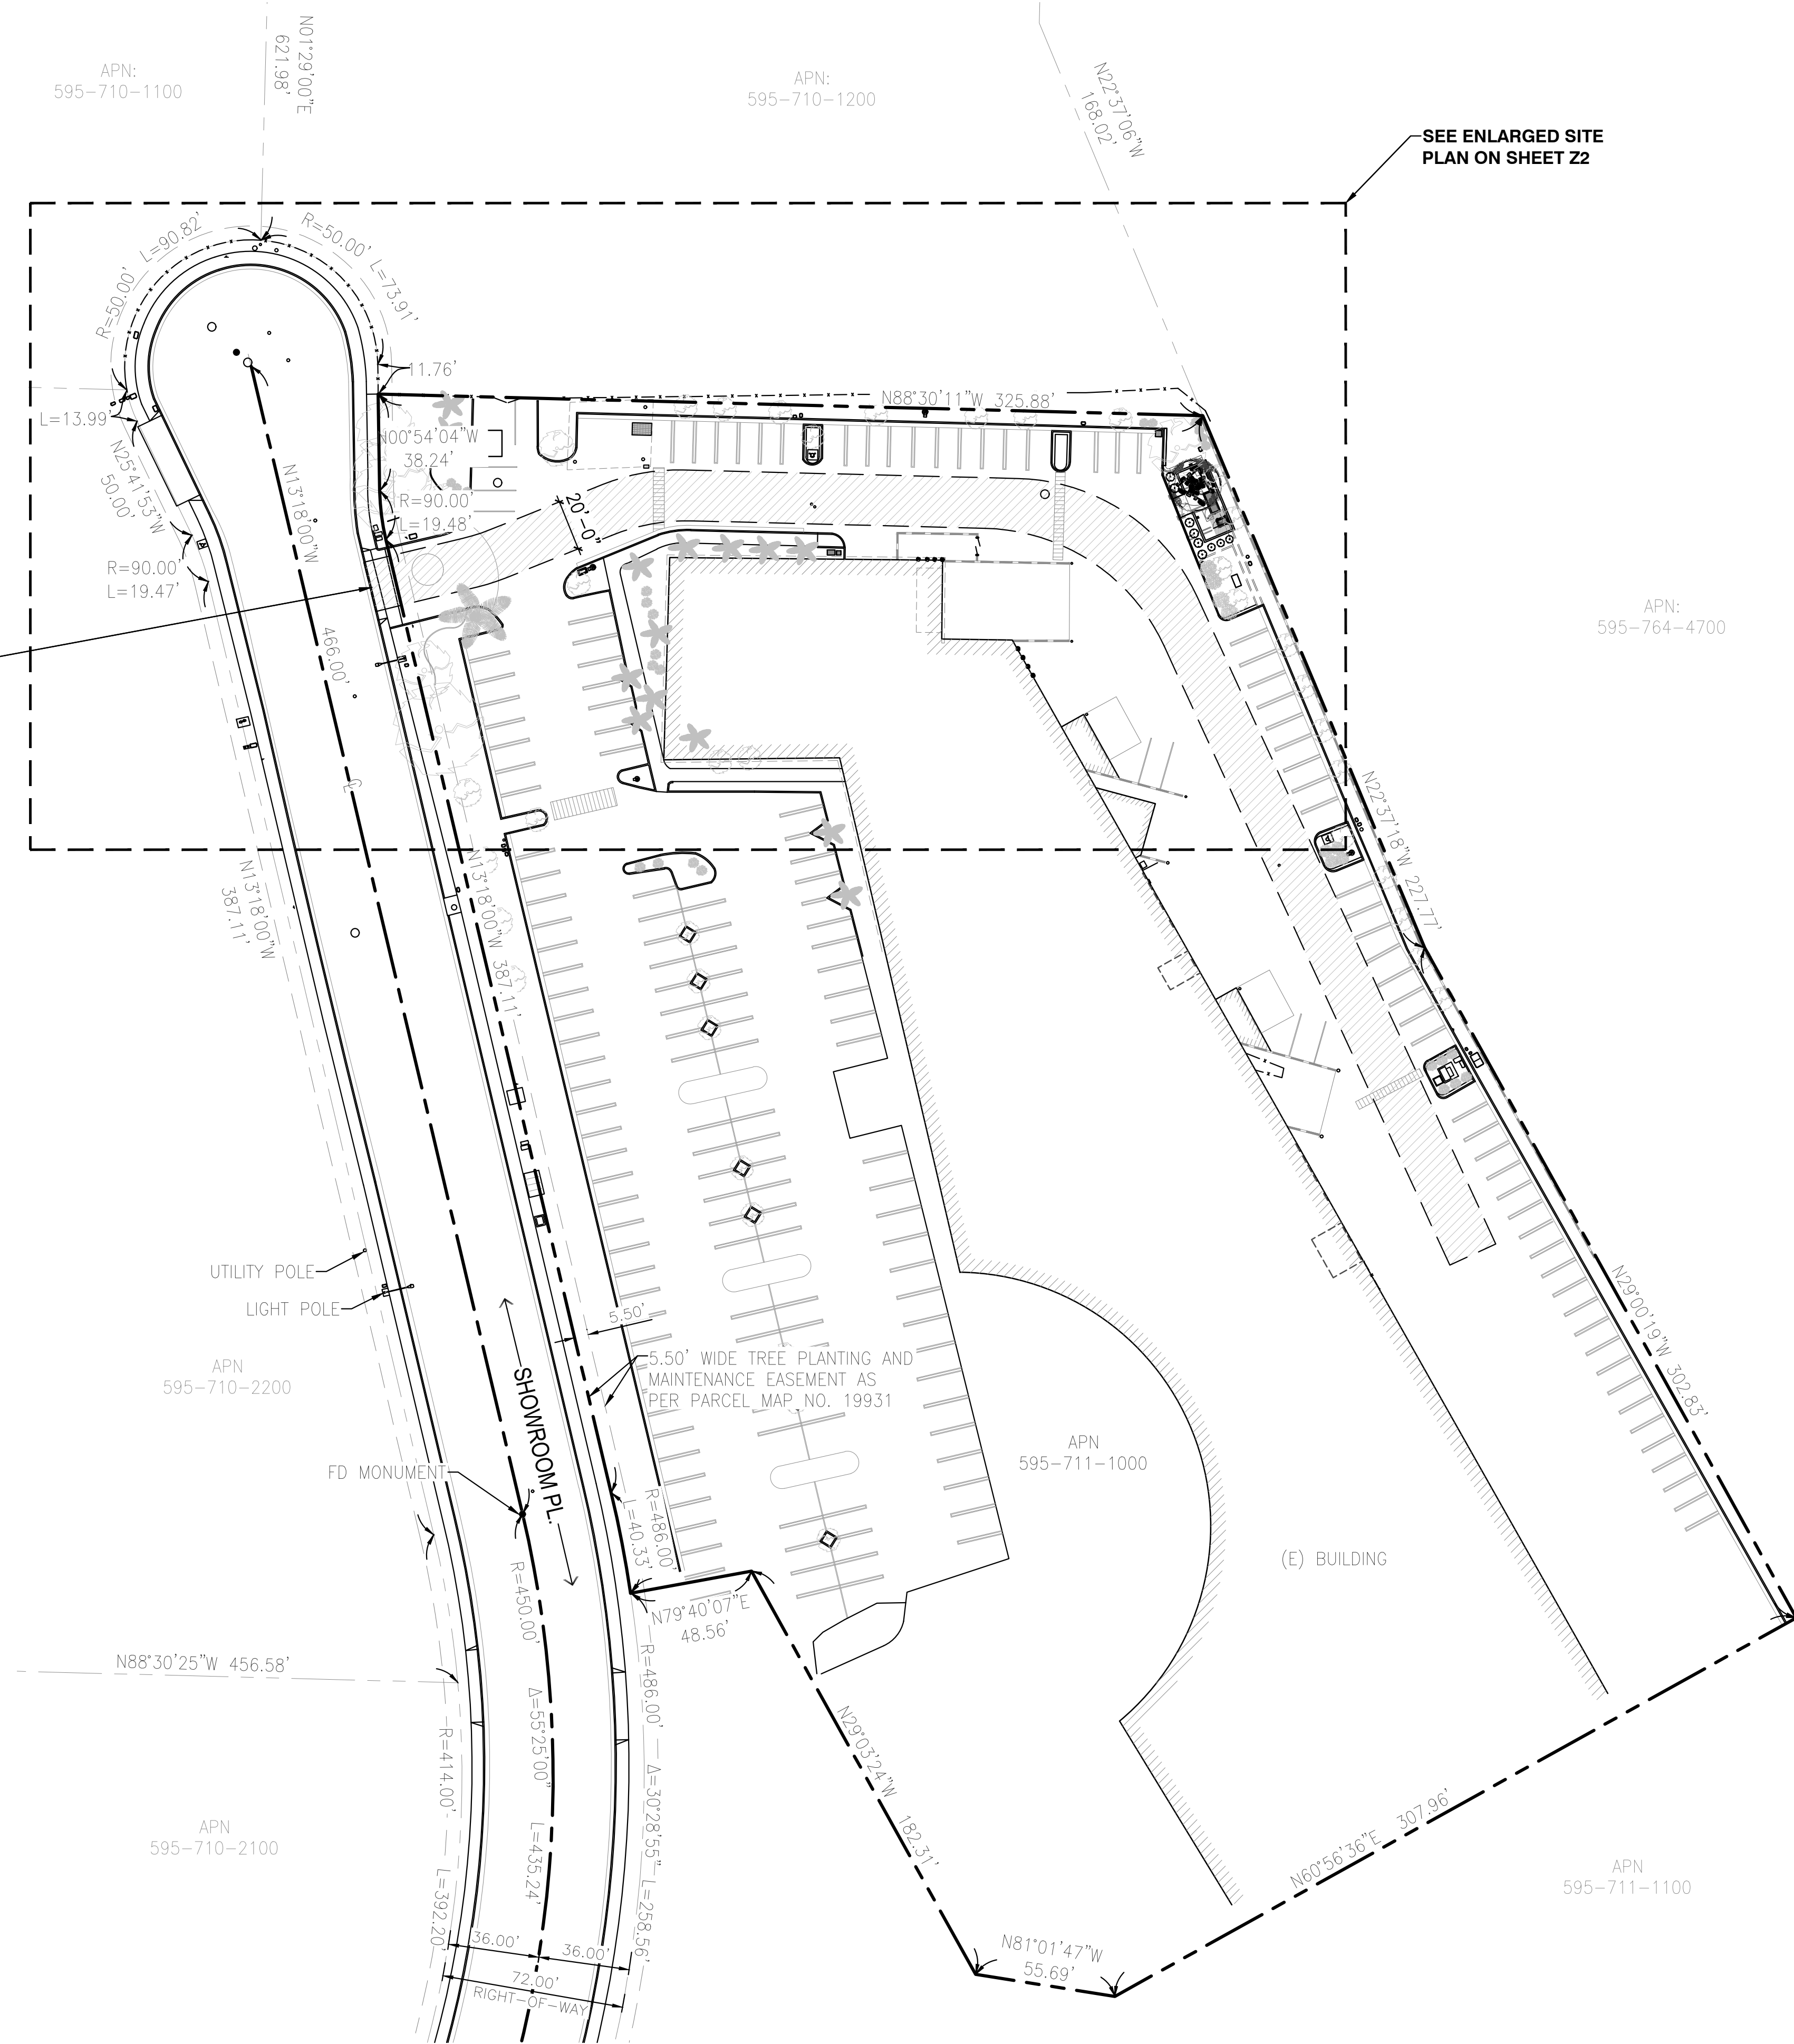 N01°29'00"E
621.98'
APN:
595-710-1100
APN:
595-710-1200
N22°37'06"W
168.02'
SEE ENLARGED SITE
PLAN ON SHEET Z2
R=50.00' L=90.82'
R=50.00' L=73.91'
11.76'
L=13.99'
N88°30'11"W 325.88'
N00°54'04"W
38.24'
N25°41'53"W
50.00'
N13°18'00"W
466.00'
R=90.00'
L=19.48'
20'-0"
R=90.00'
L=19.47'
APN:
595-764-4700
℄
N22°37'18"W 227.77'
N13°18'00"W
387.11'
N13°18'00"W 387.11'
UTILITY POLE
LIGHT POLE
N29°00'19"W 302.83'
5.50'
5.50' WIDE TREE PLANTING AND
MAINTENANCE EASEMENT AS
PER PARCEL MAP NO. 19931
APN
595-710-2200
SHOWROOM PL.
APN
595-711-1000
FD MONUMENT
R=486.00'
L=40.33'
(E) BUILDING
R=450.00'
Δ=55°25'00"
L=435.24'
N79°40'07"E
48.56'
N88°30'25"W 456.58'
R=486.00'
Δ=30°28'55"
L=258.56'
R=414.00'
L=392.20'
N29°03'24"W 182.31'
N60°56'36"E 307.96'
APN
595-710-2100
APN
595-711-1100
N81°01'47"W
55.69'
36.00'
36.00'
72.00'
RIGHT-OF-WAY